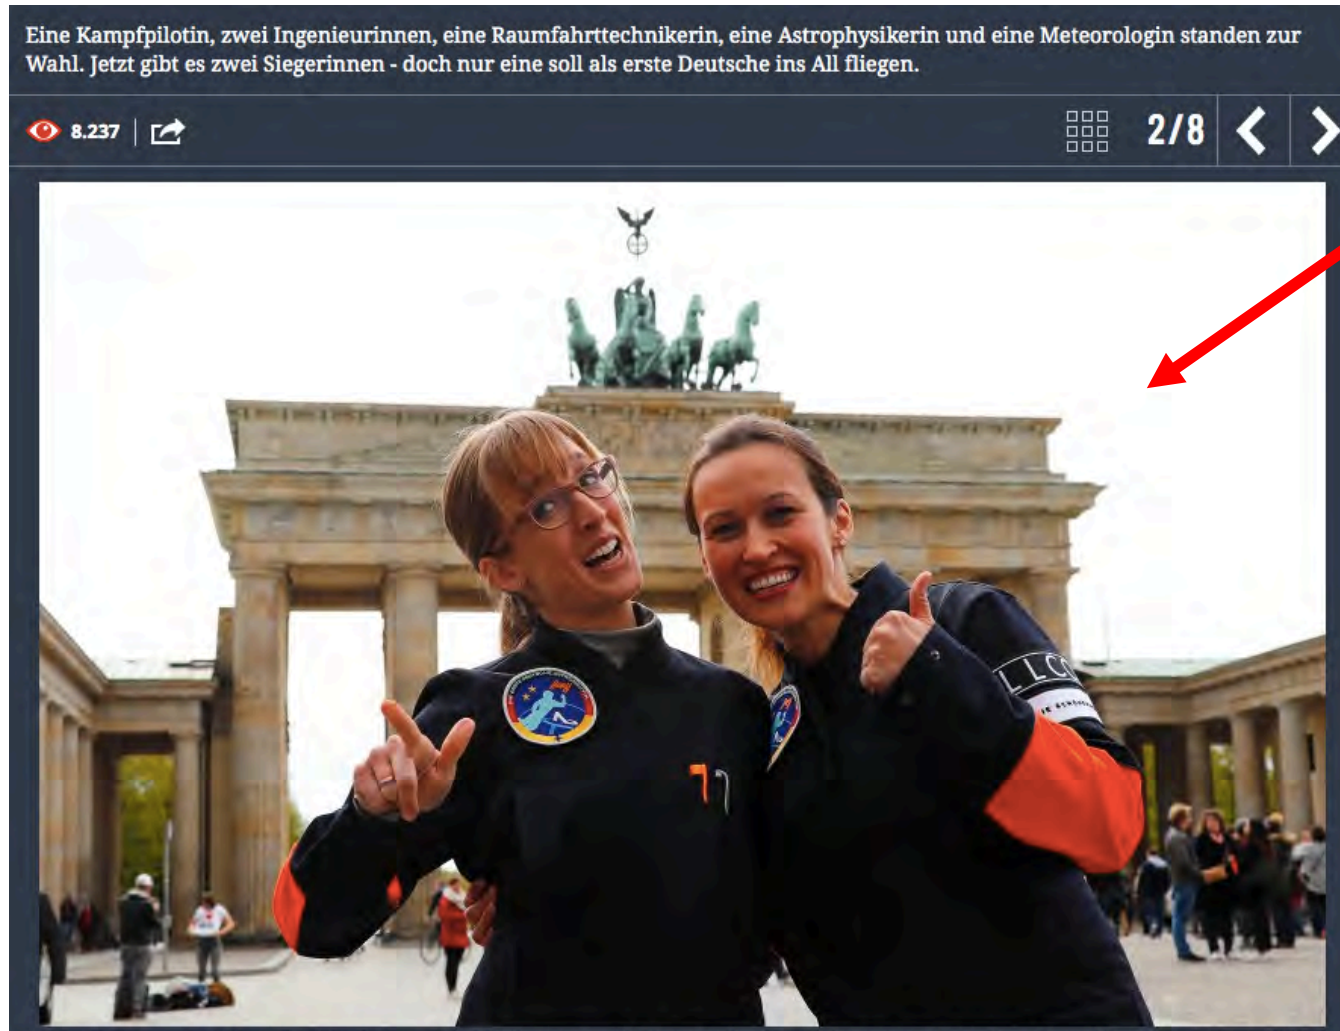 Eine Kampfpilotin, zwei Ingenieurinnen, eine Raumfahrttechnikerin, eine Astrophysikerin und eine Meteorologin standen zur
Wahl. Jetzt gibt es zwei Siegerinnen - doch nur eine soll als erste Deutsche ins All fliegen.
8.237
2/8
LLCO